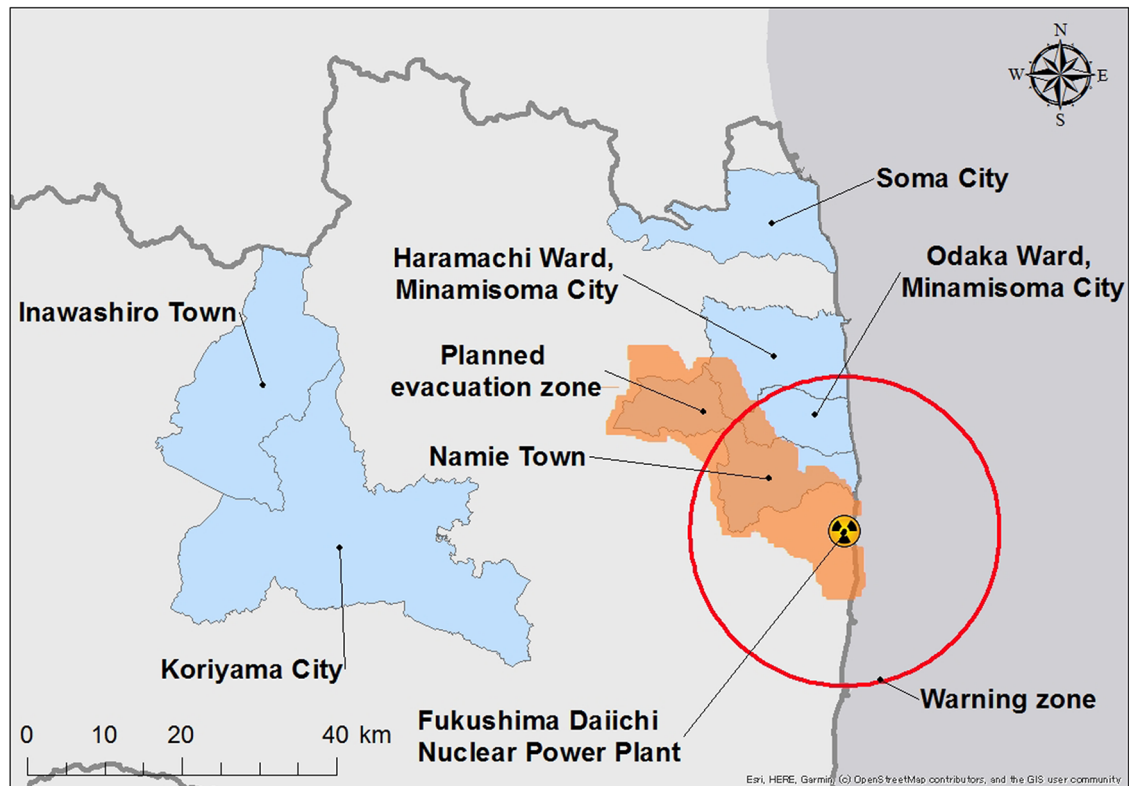 N
W E
S
Soma City
Haramachi Ward,
Minamisoma City
Odaka Ward,
Minamisoma City
Inawashiro Town
Planned
evacuation zone
Namie Town
Koriyama City
Warning zone
Fukushima Daiichi
Nuclear Power Plant
0 10 20 40 km
Esri, HERE, Garmin, (c) OpenStreetMap contributors, and the GIS user community